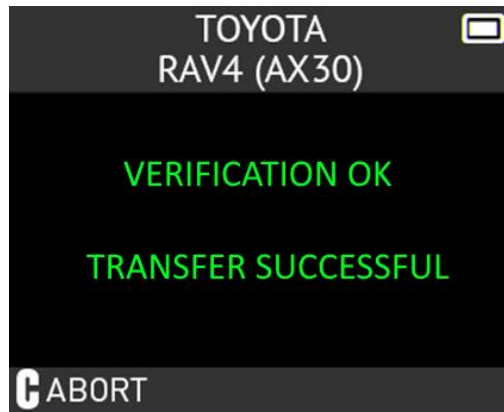 TOYOTA
RAV4 (AX30)
VERIFICATION OK
TRANSFER SUCCESSFUL
C ABORT